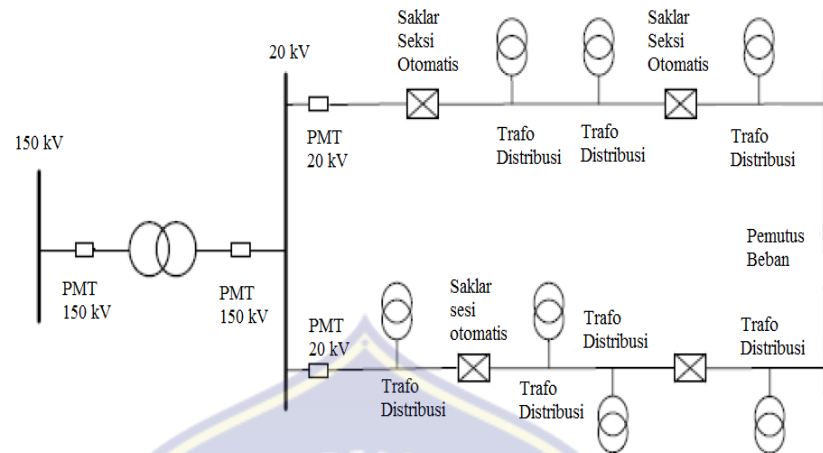 Saklar
Seksi
Otomatis
Saklar
Seksi
Otomatis
20 kV
PMT
20 kV
Trafo
Distribusi
Trafo
Distribusi
Trafo
Distribusi
150 kV
PMT
150 kV
PMT
150 kV
Pemutus
Beban
PMT
20 kV
Saklar
sesi
otomatis
Trafo
Distribusi
Trafo
Distribusi
Trafo
Distribusi
Trafo
Distribusi